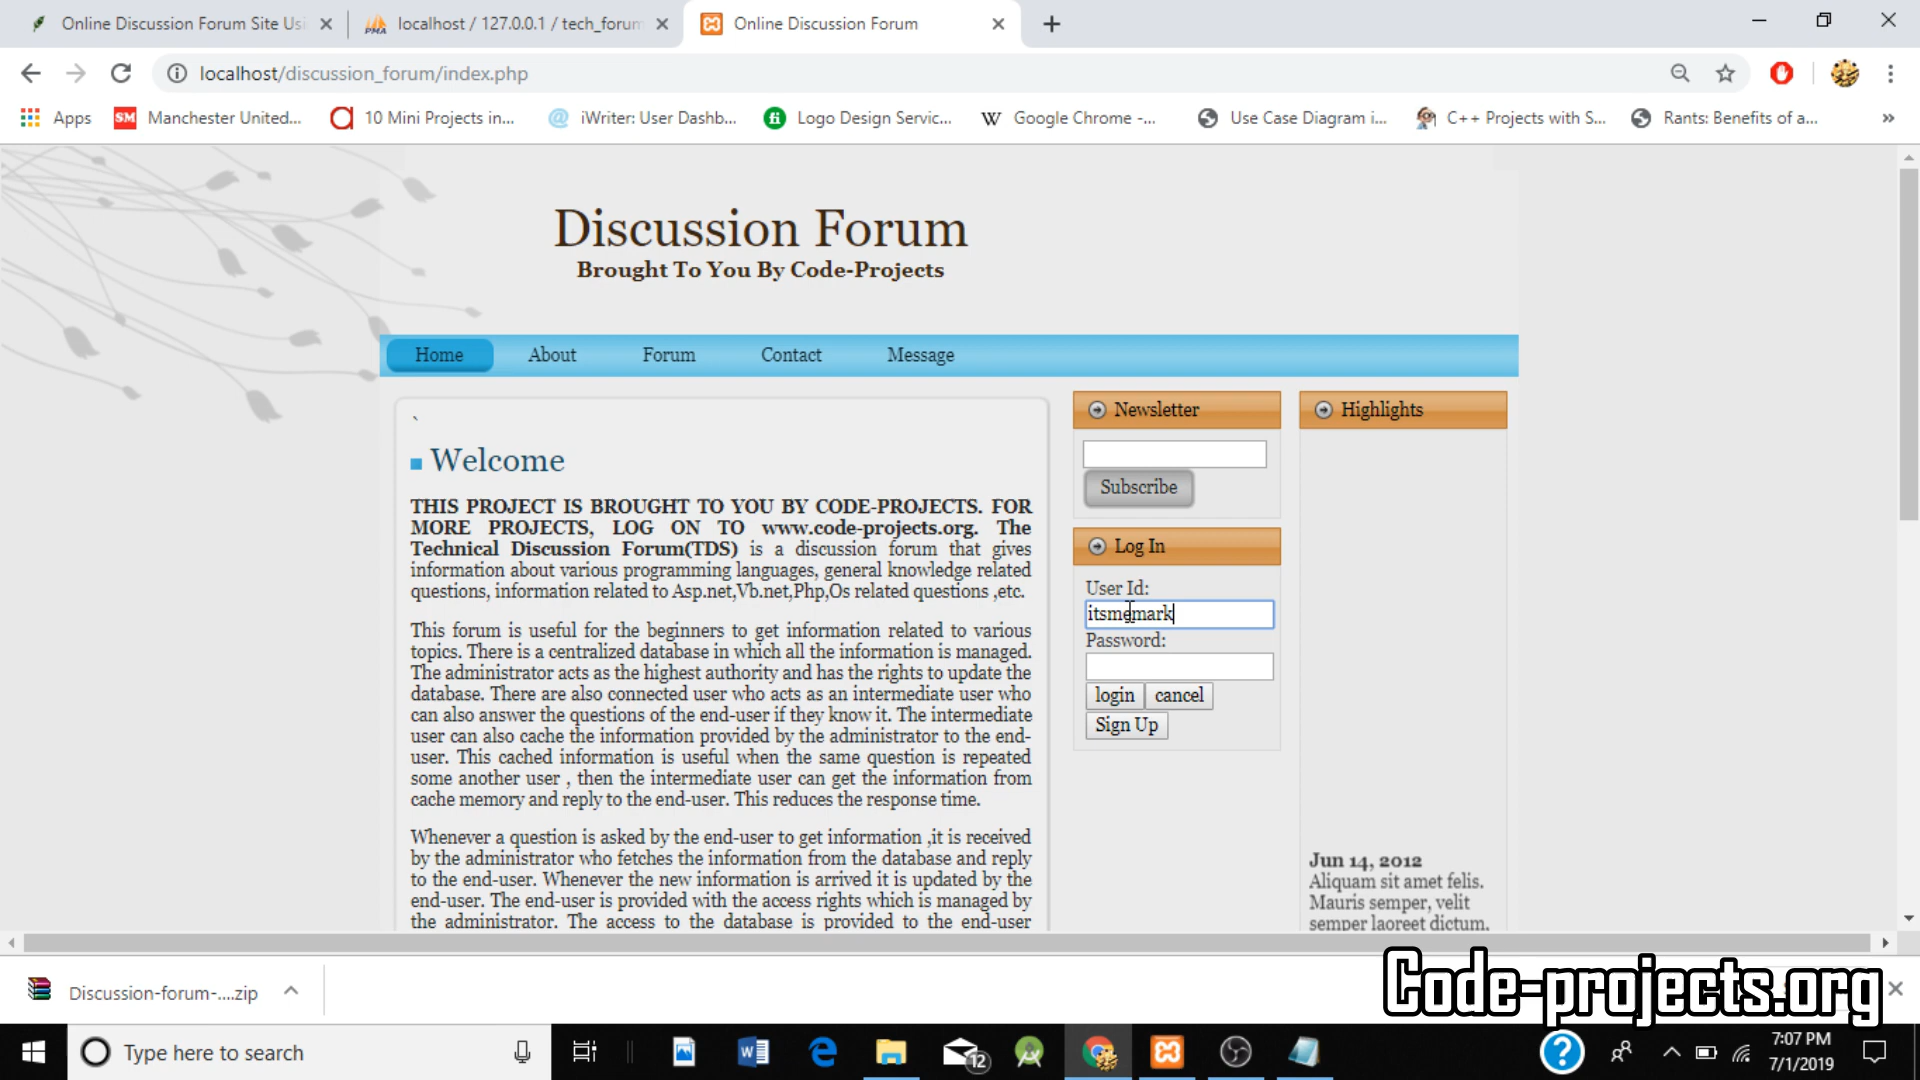 Online Discussion Forum Site Usi
localhost / 127.0.0.1 / tech_forum
Online Discussion Forum
localhost/discussion_forum/index.php
Apps
SM
Manchester United...
10 Mini Projects in...
iWriter: User Dashb...
fi
Logo Design Servic...
W
Google Chrome -...
Use Case Diagram i...
C++ Projects with S...
Rants: Benefits of a...
»
Discussion Forum
Brought To You By Code-Projects
Home
About
Forum
Contact
Message
`
Welcome
THIS PROJECT IS BROUGHT TO YOU BY CODE-PROJECTS. FOR
MORE PROJECTS, LOG ON TO www.code-projects.org. The
Technical Discussion Forum(TDS) is a discussion forum that gives
information about various programming languages, general knowledge related
questions, information related to Asp.net,Vb.net,Php,Os related questions ,etc.
This forum is useful for the beginners to get information related to various
topics. There is a centralized database in which all the information is managed.
The administrator acts as the highest authority and has the rights to update the
database. There are also connected user who acts as an intermediate user who
can also answer the questions of the end-user if they know it. The intermediate
user can also cache the information provided by the administrator to the end-
user. This cached information is useful when the same question is repeated
some another user , then the intermediate user can get the information from
cache memory and reply to the end-user. This reduces the response time.
Whenever a question is asked by the end-user to get information ,it is received
by the administrator who fetches the information from the database and reply
to the end-user. Whenever the new information is arrived it is updated by the
end-user. The end-user is provided with the access rights which is managed by
the administrator. The access to the database is provided to the end-user
Newsletter
Subscribe
Log In
User Id:
itsmemark
Password:
login
cancel
Sign Up
Highlights
Jun 14, 2012
Aliquam sit amet felis.
Mauris semper, velit
semper laoreet dictum,
Discussion-forum-....zip
Code-projects.org
Type here to search
12
7:07 PM
7/1/2019